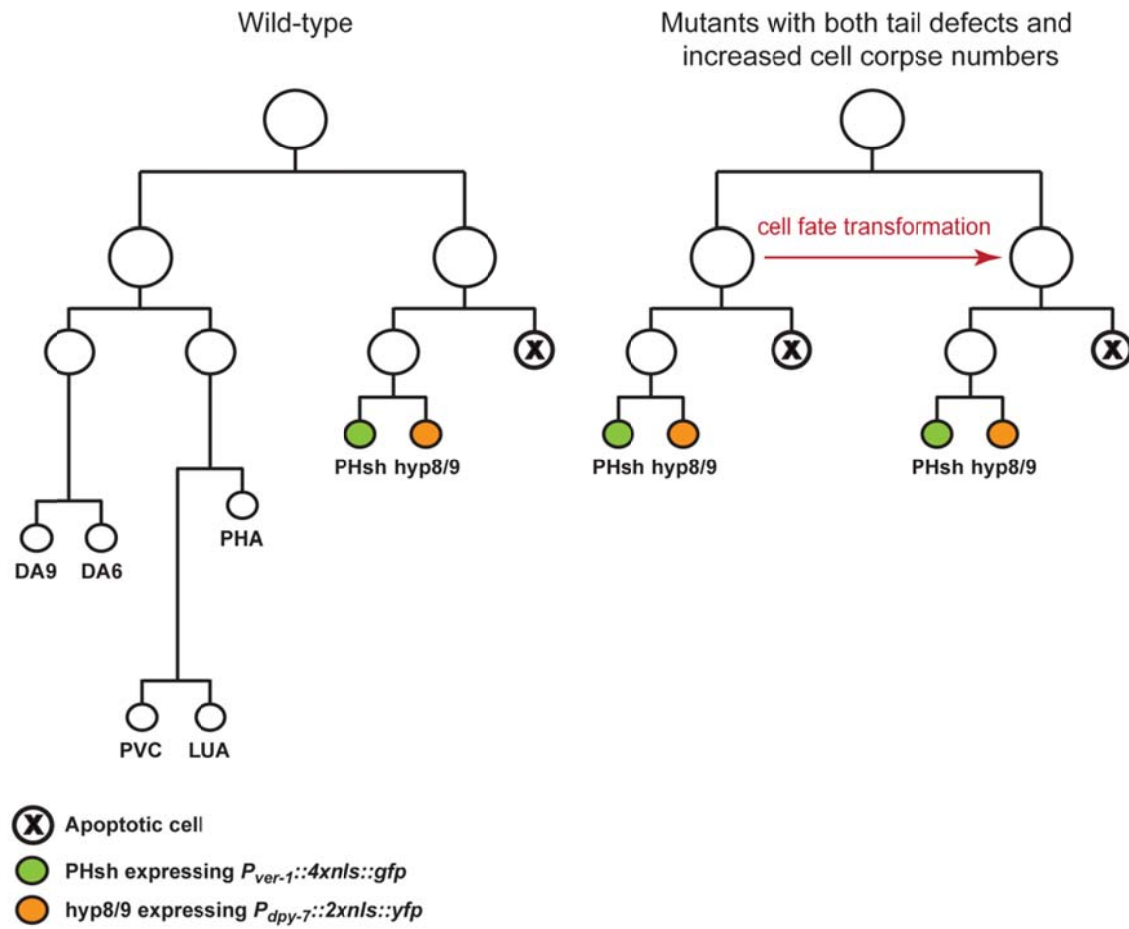 Wild-type
Mutants with both tail defects and
increased cell corpse numbers
cell fate transformation
X
X
X
PHsh hyp8/9
PHsh hyp8/9
PHsh hyp8/9
PHA
DA9 DA6
PVC LUA
X Apoptotic cell
PHsh expressing Pver-1::4xnls::gfp
hyp8/9 expressing Pdpy-7::2xnls::yfp